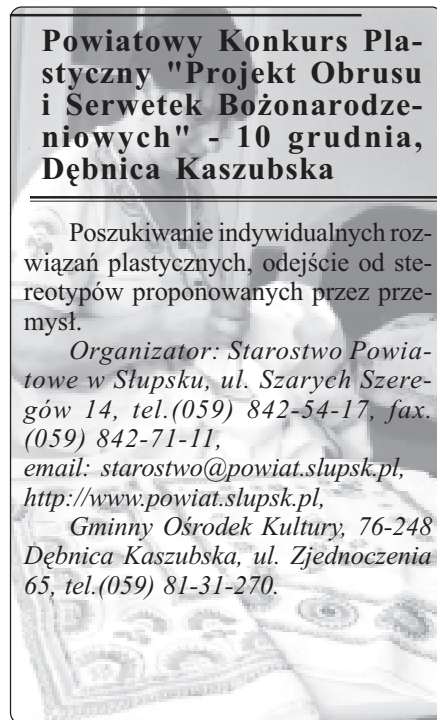 Powiatowy Konkurs Pla-
styczny "Projekt Obrusu
i Serwetek Bożonarodze-
niowych" - 10 grudnia,
Dębnica Kaszubska
Poszukiwanie indywidualnych roz-
wiązań plastycznych, odejście od ste-
reotypów proponowanych przez prze-
mysł.
Organizator: Starostwo Powia-
towe w Słupsku, ul. Szarych Szere-
gów 14, tel.(059) 842-54-17, fax.
(059) 842-71-11,
email: starostwo@powiat.slupsk.pl,
http://www.powiat.slupsk.pl,
Gminny Ośrodek Kultury, 76-248
Dębnica Kaszubska, ul. Zjednoczenia
65, tel.(059) 81-31-270.